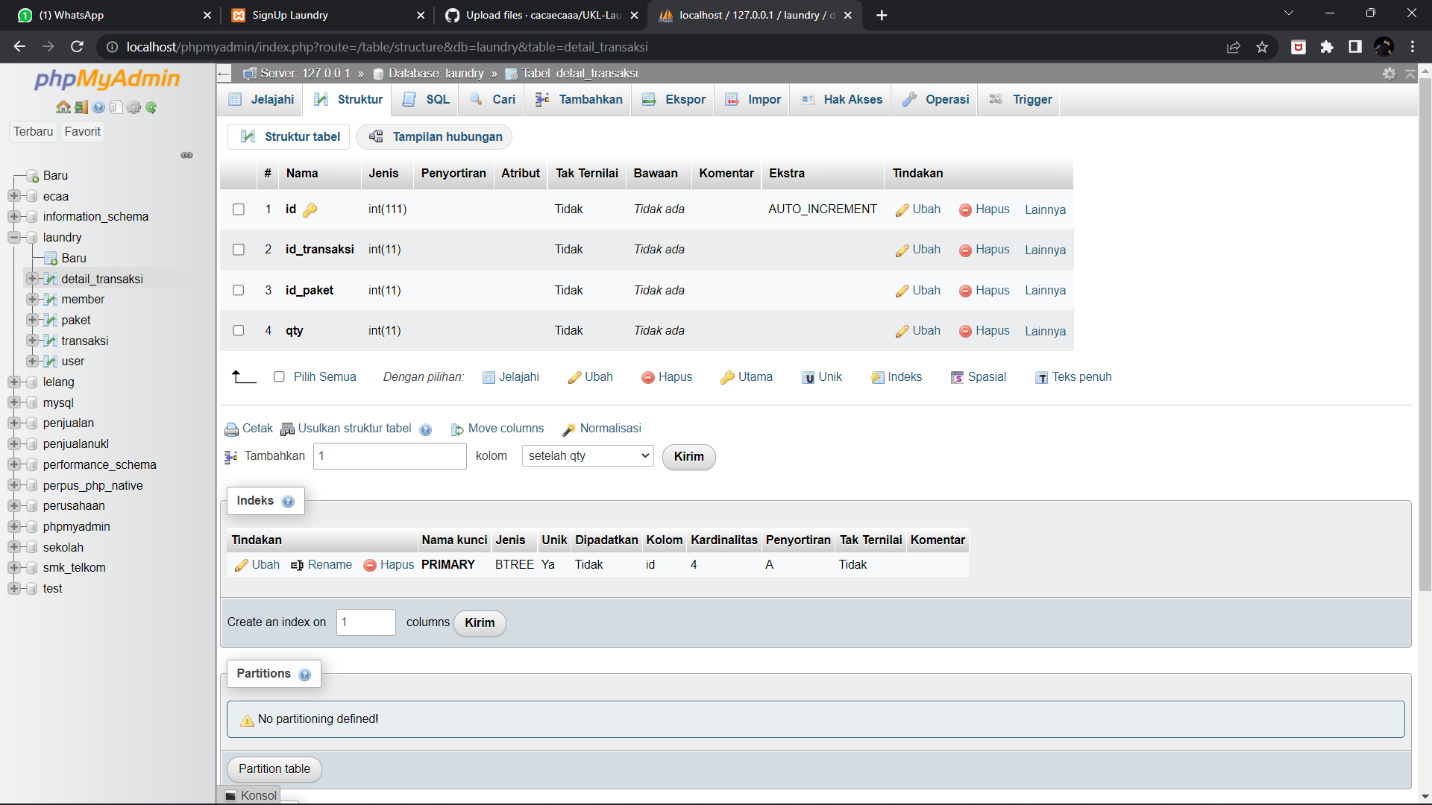 (1) WhatsApp
SignUp Laundry
Upload files · cacaecaaa/UKL-Lau
localhost / 127.0.0.1 / laundry / d
localhost/phpmyadmin/index.php?route=/table/structure&db=laundry&table=detail_transaksi
phpMyAdmin
Terbaru Favorit
Baru
ecaa
information_schema
laundry
Baru
detail_transaksi
member
paket
transaksi
user
lelang
mysql
penjualan
penjualanukl
performance_schema
perpus_php_native
perusahaan
phpmyadmin
sekolah
smk_telkom
test
Server: 127.0.0.1 » Database: laundry » Tabel: detail_transaksi
Jelajahi Struktur SQL Cari Tambahkan Ekspor Impor Hak Akses Operasi Trigger
Struktur tabel Tampilan hubungan
# Nama Jenis Penyortiran Atribut Tak Ternilai Bawaan Komentar Ekstra Tindakan
1 id int(111) Tidak Tidak ada AUTO_INCREMENT Ubah Hapus Lainnya
2 id_transaksi int(11) Tidak Tidak ada Ubah Hapus Lainnya
3 id_paket int(11) Tidak Tidak ada Ubah Hapus Lainnya
4 qty int(11) Tidak Tidak ada Ubah Hapus Lainnya
Pilih Semua Dengan pilihan: Jelajahi Ubah Hapus Utama Unik Indeks Spasial Teks penuh
Cetak Usulkan struktur tabel Move columns Normalisasi
Tambahkan 1 kolom setelah qty Kirim
Indeks
Tindakan Nama kunci Jenis Unik Dipadatkan Kolom Kardinalitas Penyortiran Tak Ternilai Komentar
Ubah Rename Hapus PRIMARY BTREE Ya Tidak id 4 A Tidak
Create an index on 1 columns Kirim
Partitions
No partitioning defined!
Partition table
Konsol